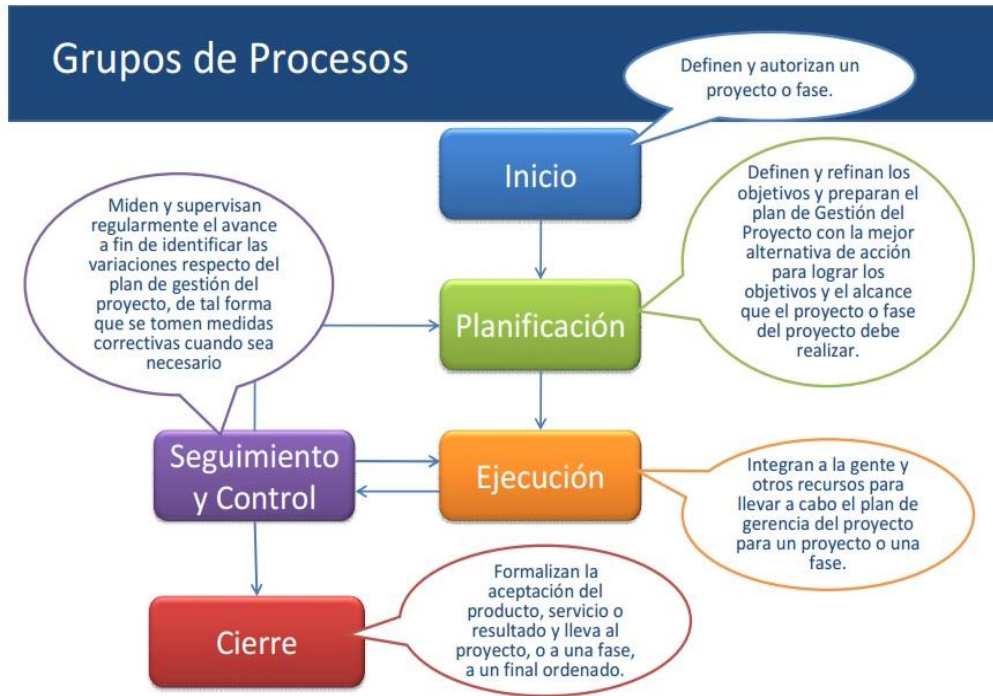 Grupos de Procesos
Definen y autorizan un
proyecto o fase.
Inicio
Definen y refinan los
objetivos y preparan el
plan de Gestión del
Proyecto con la mejor
alternativa de acción
para lograr los
objetivos y el alcance
que el proyecto o fase
del proyecto debe
realizar.
Miden y supervisan
regularmente el avance
a fin de identificar las
variaciones respecto del
plan de gestión del
proyecto, de tal forma
que se tomen medidas
correctivas cuando sea
necesario
Planificación
Seguimiento
y Control
Ejecución
Integran a la gente y
otros recursos para
llevar a cabo el plan de
gerencia del proyecto
para un proyecto o una
fase.
Cierre
Formalizan la
aceptación del
producto, servicio o
resultado y lleva al
proyecto, o a una fase,
a un final ordenado.